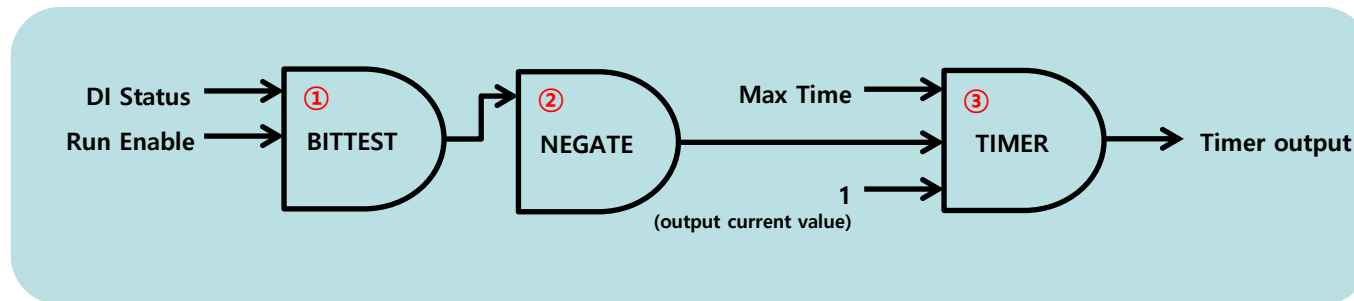 DI Status
Run Enable
①
BITTEST
②
NEGATE
Max Time
1
(output current value)
③
TIMER
Timer output